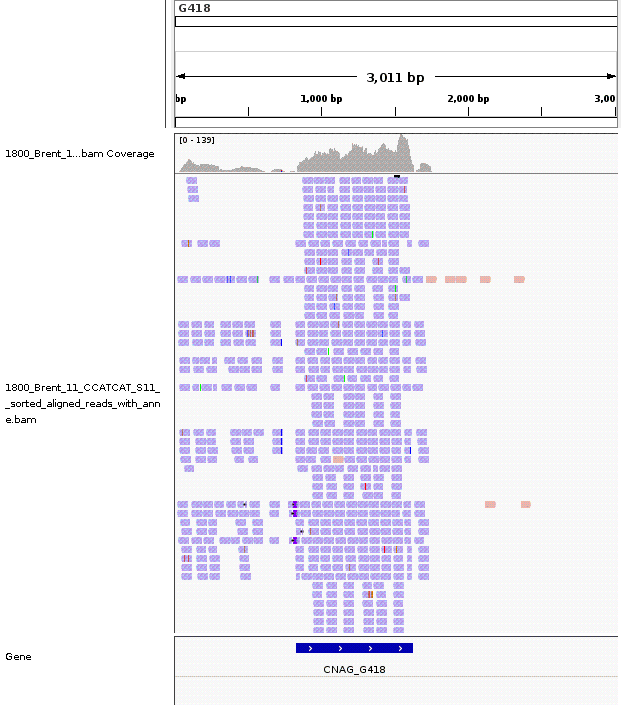 G418
3,011 bp
bp
1,000 bp
2,000 bp
3,00
[0 - 139]
1800_Brent_1...bam Coverage
1800_Brent_11_CCATCAT_S11_
_sorted_aligned_reads_with_ann
e.bam
Gene
CNAG_G418